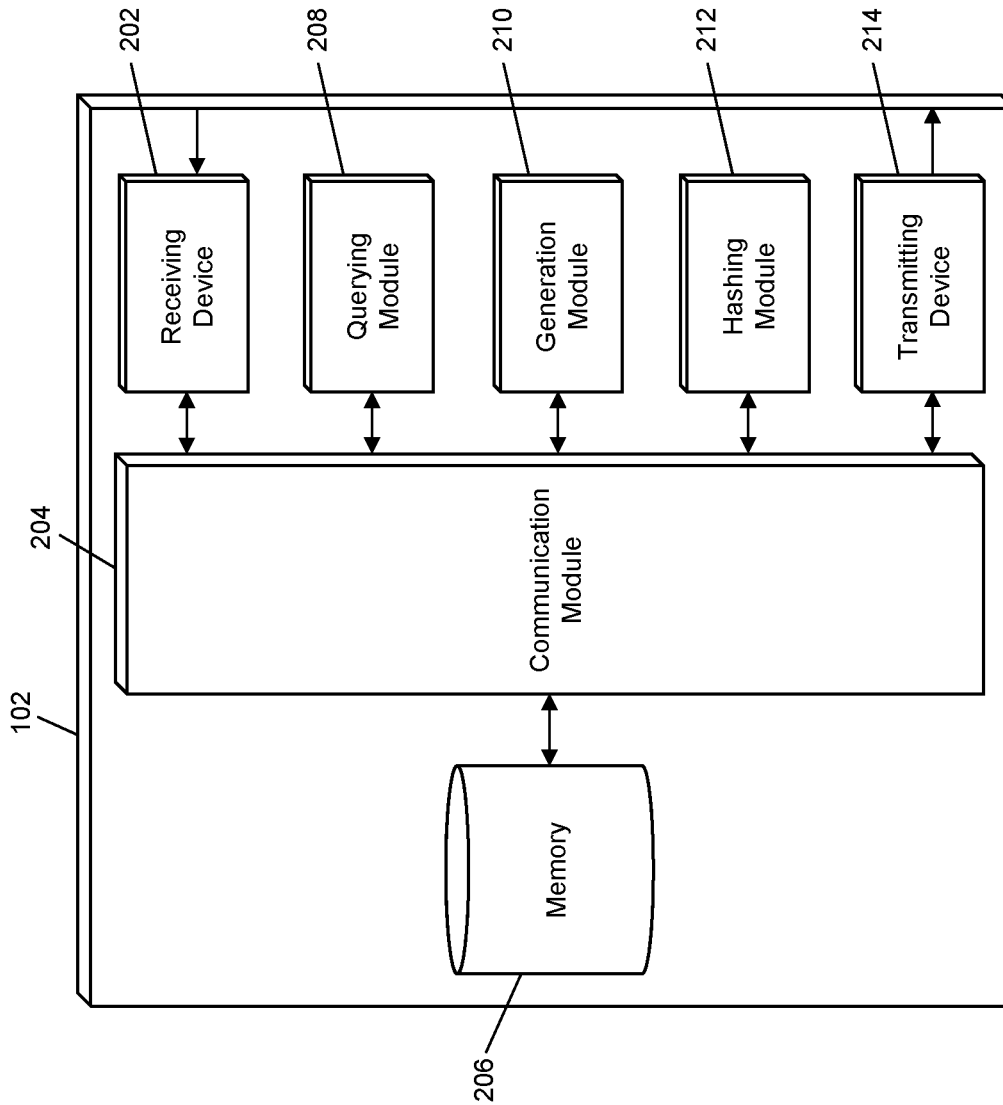 102
204
206
Memory
Communication
Module
Receiving
Device
202
Querying
Module
208
Generation
Module
210
Hashing
Module
212
Transmitting
Device
214